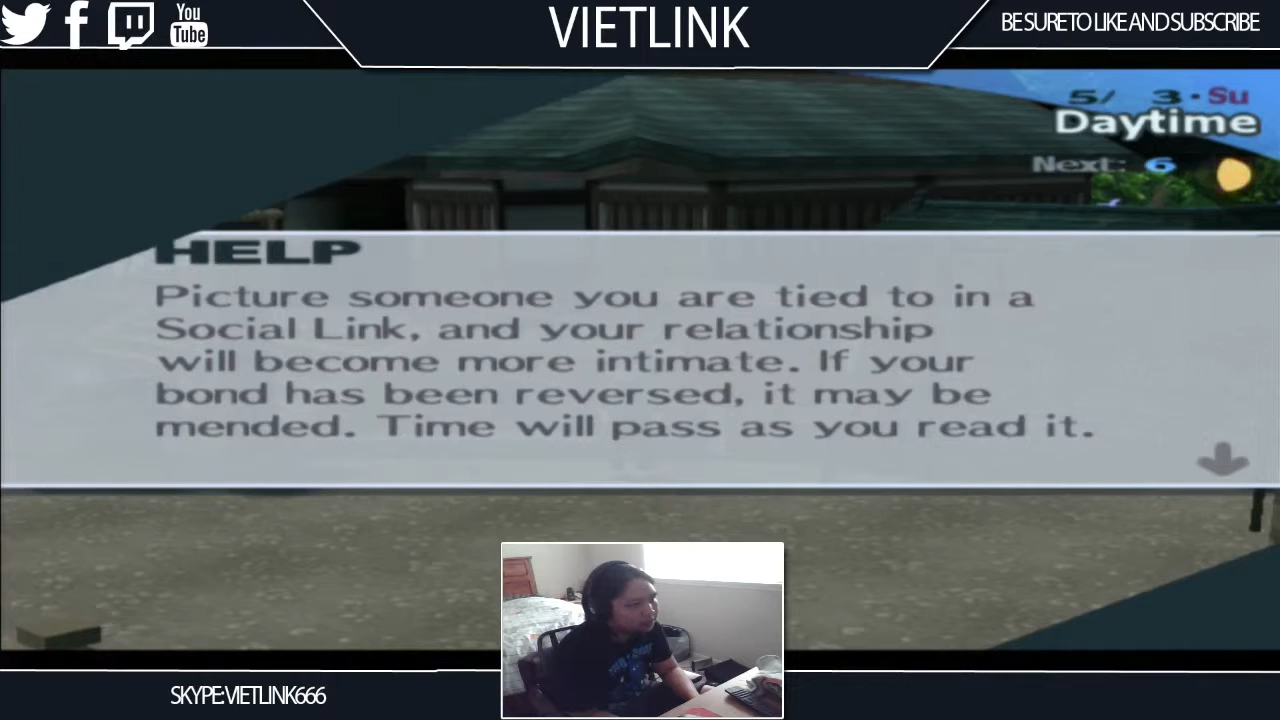 You
Tube
VIETLINK
BE SURE TO LIKE AND SUBSCRIBE
5/ 3 · Su
Daytime
Next: 6
HELP
Picture someone you are tied to in a
Social Link, and your relationship
will become more intimate. If your
bond has been reversed, it may be
mended. Time will pass as you read it.
SKYPE:VIETLINK666